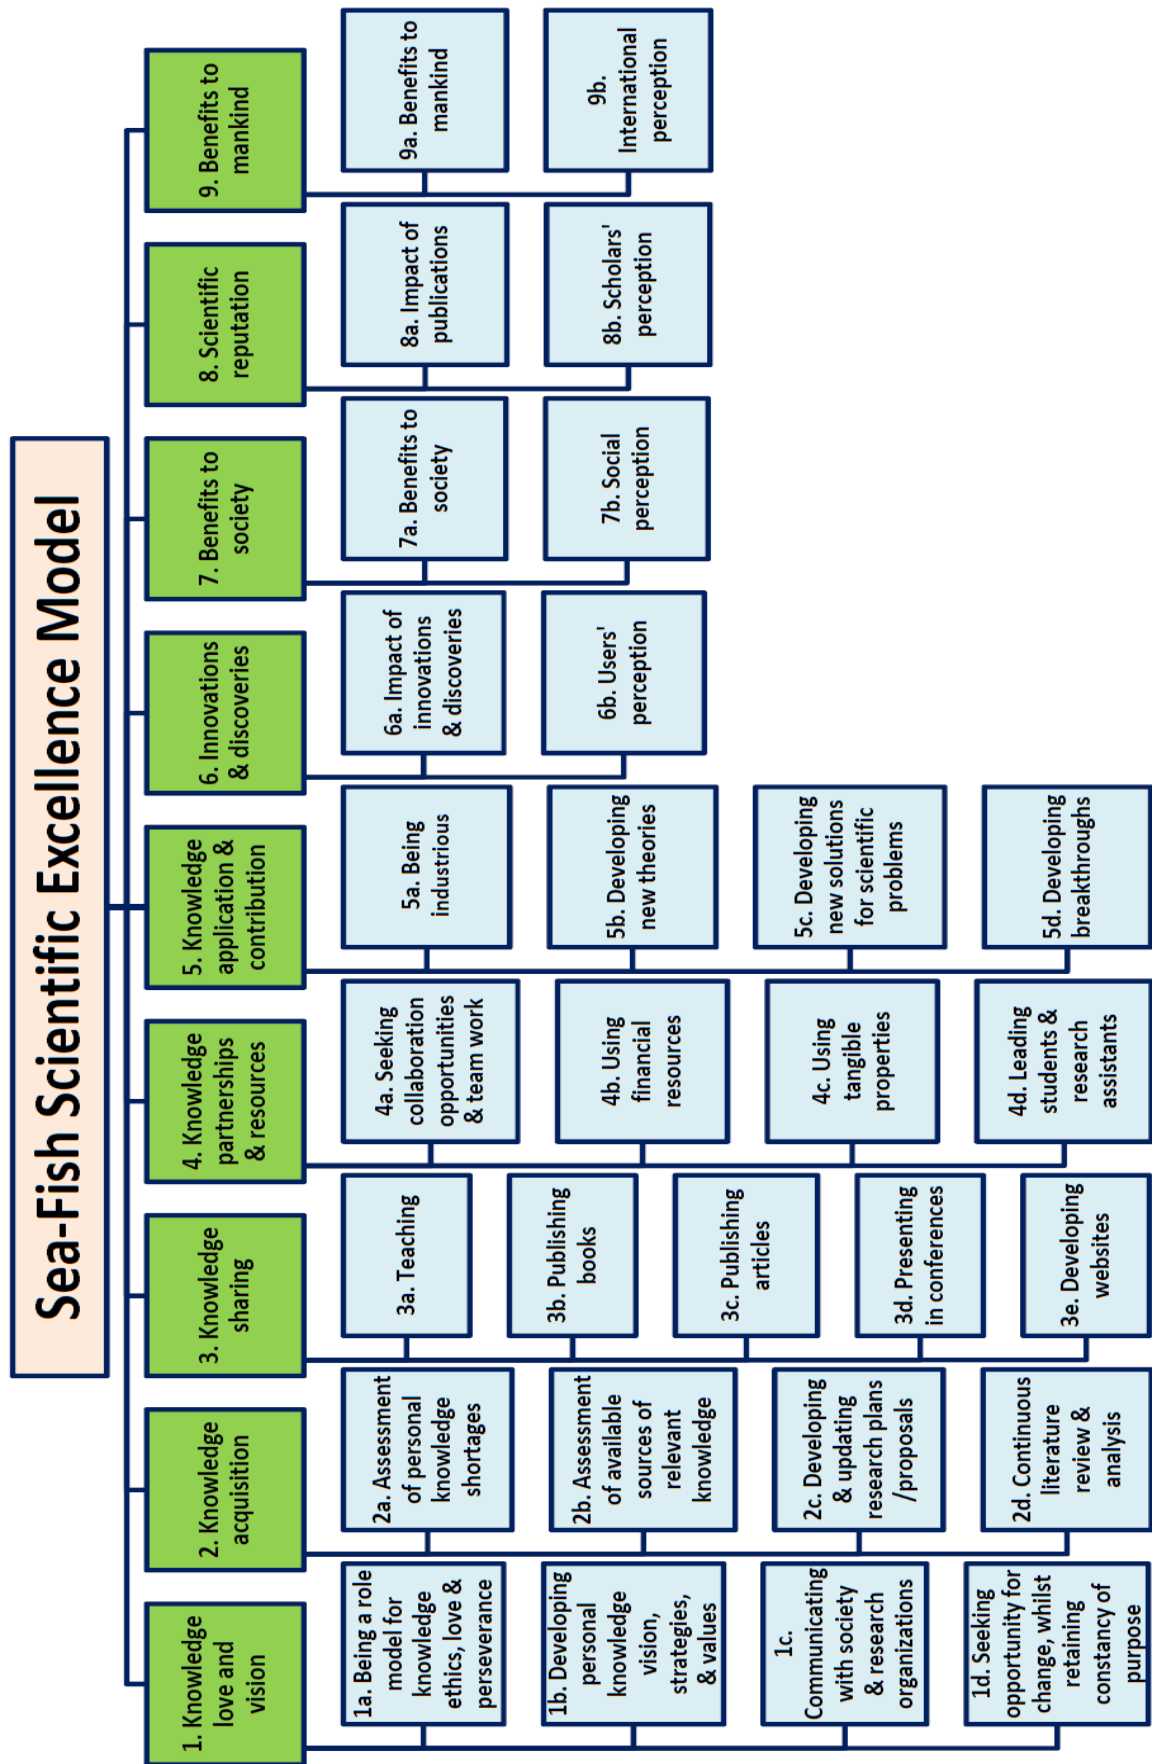 Sea-Fish Scientific Excellence Model
1. Knowledge
love and
vision
1a. Being a role
model for
knowledge
ethics, love &
perseverance
1b. Developing
personal
knowledge
vision,
strategies,
& values
1c.
Communicating
with society
& research
organizations
1d. Seeking
opportunity for
change, whilst
retaining
constancy of
purpose
2. Knowledge
acquisition
2a. Assessment
of personal
knowledge
shortages
2b. Assessment
of available
sources of
relevant
knowledge
2c. Developing
& updating
research plans
/proposals
2d. Continuous
literature
review &
analysis
3. Knowledge
sharing
3a. Teaching
3b. Publishing
books
3c. Publishing
articles
3d. Presenting
in conferences
3e. Developing
websites
4. Knowledge
partnerships
& resources
4a. Seeking
collaboration
opportunities
& team work
4b. Using
financial
resources
4c. Using
tangible
properties
4d. Leading
students &
research
assistants
5. Knowledge
application &
contribution
5a. Being
industrious
5b. Developing
new theories
5c. Developing
new solutions
for scientific
problems
5d. Developing
breakthroughs
6. Innovations
& discoveries
6a. Impact of
innovations
& discoveries
6b. Users'
perception
7. Benefits to
society
7a. Benefits to
society
7b. Social
perception
8. Scientific
reputation
8a. Impact of
publications
8b. Scholars'
perception
9. Benefits to
mankind
9a. Benefits to
mankind
9b.
International
perception